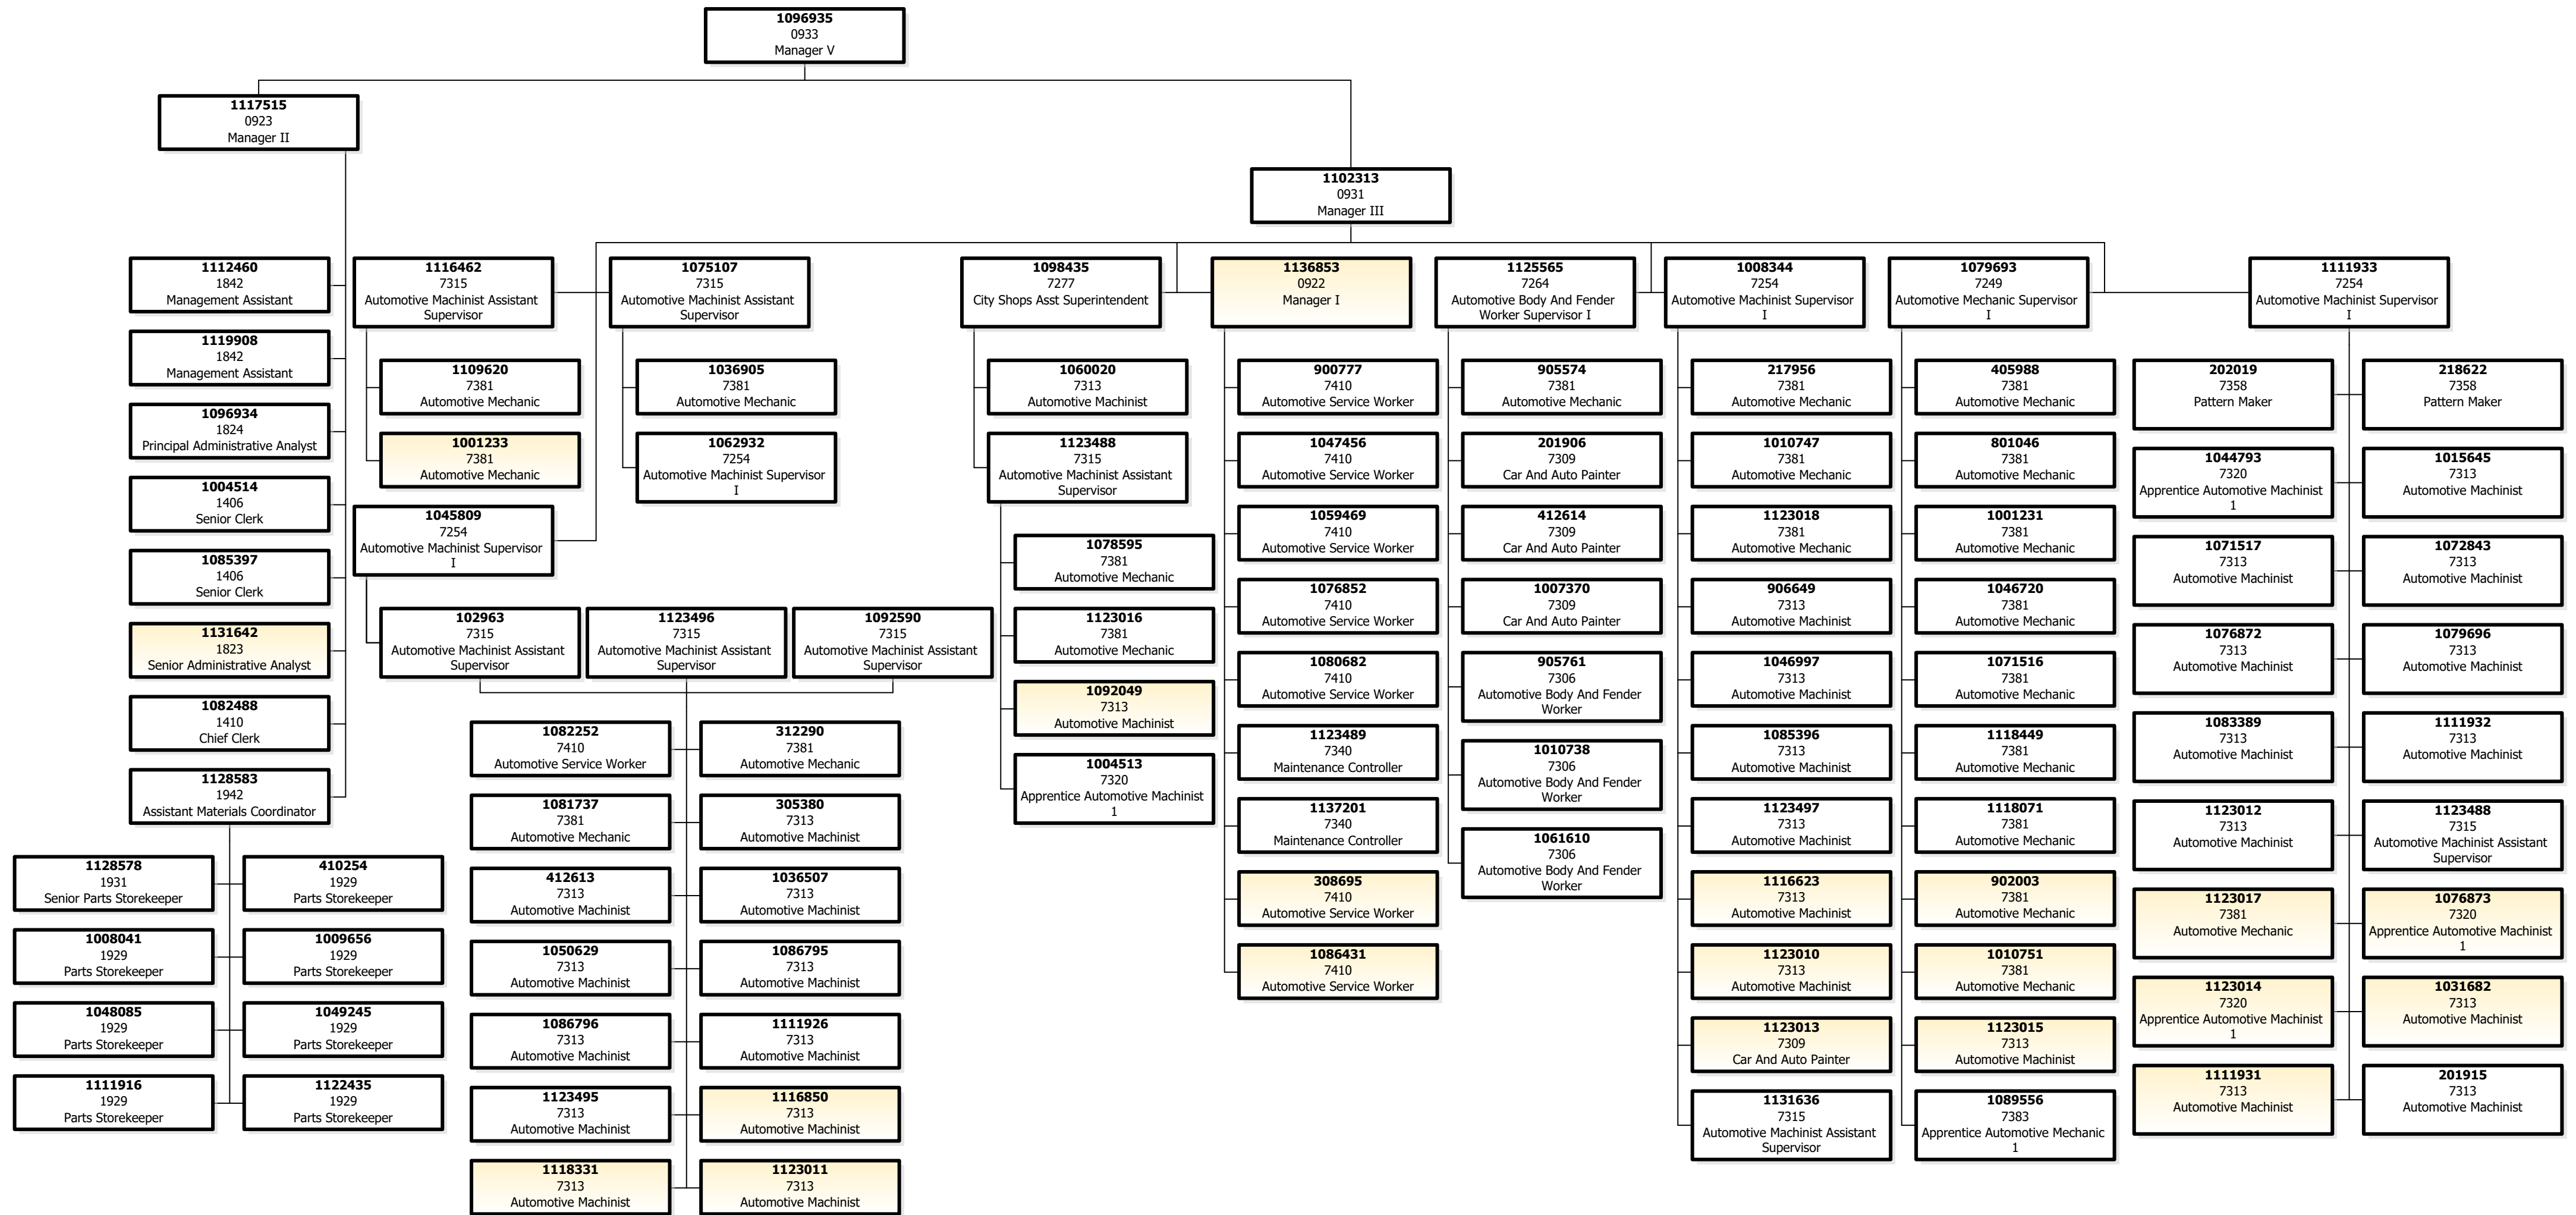 1096935
0933
Manager V
1117515
0923
Manager II
1102313
0931
Manager III
1112460
1842
Management Assistant
1119908
1842
Management Assistant
1096934
1824
Principal Administrative Analyst
1004514
1406
Senior Clerk
1085397
1406
Senior Clerk
1131642
1823
Senior Administrative Analyst
1082488
1410
Chief Clerk
1128583
1942
Assistant Materials Coordinator
1128578
1931
Senior Parts Storekeeper
410254
1929
Parts Storekeeper
1008041
1929
Parts Storekeeper
1009656
1929
Parts Storekeeper
1048085
1929
Parts Storekeeper
1049245
1929
Parts Storekeeper
1111916
1929
Parts Storekeeper
1122435
1929
Parts Storekeeper
1116462
7315
Automotive Machinist Assistant
Supervisor
1109620
7381
Automotive Mechanic
1001233
7381
Automotive Mechanic
1075107
7315
Automotive Machinist Assistant
Supervisor
1036905
7381
Automotive Mechanic
1062932
7254
Automotive Machinist Supervisor
I
1045809
7254
Automotive Machinist Supervisor
I
102963
7315
Automotive Machinist Assistant
Supervisor
1123496
7315
Automotive Machinist Assistant
Supervisor
1092590
7315
Automotive Machinist Assistant
Supervisor
1082252
7410
Automotive Service Worker
312290
7381
Automotive Mechanic
1081737
7381
Automotive Mechanic
305380
7313
Automotive Machinist
412613
7313
Automotive Machinist
1036507
7313
Automotive Machinist
1050629
7313
Automotive Machinist
1086795
7313
Automotive Machinist
1086796
7313
Automotive Machinist
1111926
7313
Automotive Machinist
1123495
7313
Automotive Machinist
1116850
7313
Automotive Machinist
1118331
7313
Automotive Machinist
1123011
7313
Automotive Machinist
1098435
7277
City Shops Asst Superintendent
1060020
7313
Automotive Machinist
1123488
7315
Automotive Machinist Assistant
Supervisor
1078595
7381
Automotive Mechanic
1123016
7381
Automotive Mechanic
1092049
7313
Automotive Machinist
1004513
7320
Apprentice Automotive Machinist
1
1136853
0922
Manager I
900777
7410
Automotive Service Worker
1047456
7410
Automotive Service Worker
1059469
7410
Automotive Service Worker
1076852
7410
Automotive Service Worker
1080682
7410
Automotive Service Worker
1123489
7340
Maintenance Controller
1137201
7340
Maintenance Controller
308695
7410
Automotive Service Worker
1086431
7410
Automotive Service Worker
1125565
7264
Automotive Body And Fender
Worker Supervisor I
905574
7381
Automotive Mechanic
201906
7309
Car And Auto Painter
412614
7309
Car And Auto Painter
1007370
7309
Car And Auto Painter
905761
7306
Automotive Body And Fender
Worker
1010738
7306
Automotive Body And Fender
Worker
1061610
7306
Automotive Body And Fender
Worker
1008344
7254
Automotive Machinist Supervisor
I
217956
7381
Automotive Mechanic
1010747
7381
Automotive Mechanic
1123018
7381
Automotive Mechanic
906649
7313
Automotive Machinist
1046997
7313
Automotive Machinist
1085396
7313
Automotive Machinist
1123497
7313
Automotive Machinist
1116623
7313
Automotive Machinist
1123010
7313
Automotive Machinist
1123013
7309
Car And Auto Painter
1131636
7315
Automotive Machinist Assistant
Supervisor
1079693
7249
Automotive Mechanic Supervisor
I
405988
7381
Automotive Mechanic
801046
7381
Automotive Mechanic
1001231
7381
Automotive Mechanic
1046720
7381
Automotive Mechanic
1071516
7381
Automotive Mechanic
1118449
7381
Automotive Mechanic
1118071
7381
Automotive Mechanic
902003
7381
Automotive Mechanic
1010751
7381
Automotive Mechanic
1123015
7313
Automotive Machinist
1089556
7383
Apprentice Automotive Mechanic
1
1111933
7254
Automotive Machinist Supervisor
I
202019
7358
Pattern Maker
218622
7358
Pattern Maker
1044793
7320
Apprentice Automotive Machinist
1
1015645
7313
Automotive Machinist
1071517
7313
Automotive Machinist
1072843
7313
Automotive Machinist
1076872
7313
Automotive Machinist
1079696
7313
Automotive Machinist
1083389
7313
Automotive Machinist
1111932
7313
Automotive Machinist
1123012
7313
Automotive Machinist
1123488
7315
Automotive Machinist Assistant
Supervisor
1123017
7381
Automotive Mechanic
1076873
7320
Apprentice Automotive Machinist
1
1123014
7320
Apprentice Automotive Machinist
1
1031682
7313
Automotive Machinist
1111931
7313
Automotive Machinist
201915
7313
Automotive Machinist